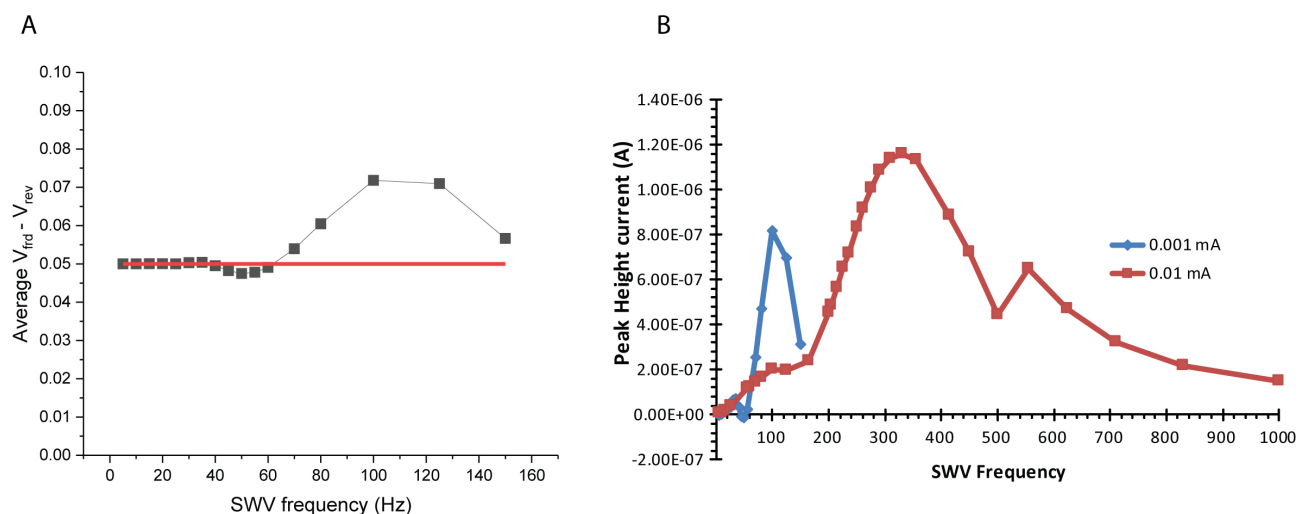 A
0.10
0.09
0.08
0.07
0.06
0.05
0.04
0.03
0.02
0.01
0.00
Average V_frd - V_rev
0 20 40 60 80 100 120 140 160
SWV frequency (Hz)
B
1.40E-06
1.20E-06
1.00E-06
8.00E-07
6.00E-07
4.00E-07
2.00E-07
0.00E+00
-2.00E-07
Peak Height current (A)
100 200 300 400 500 600 700 800 900 1000
SWV Frequency
0.001 mA
0.01 mA